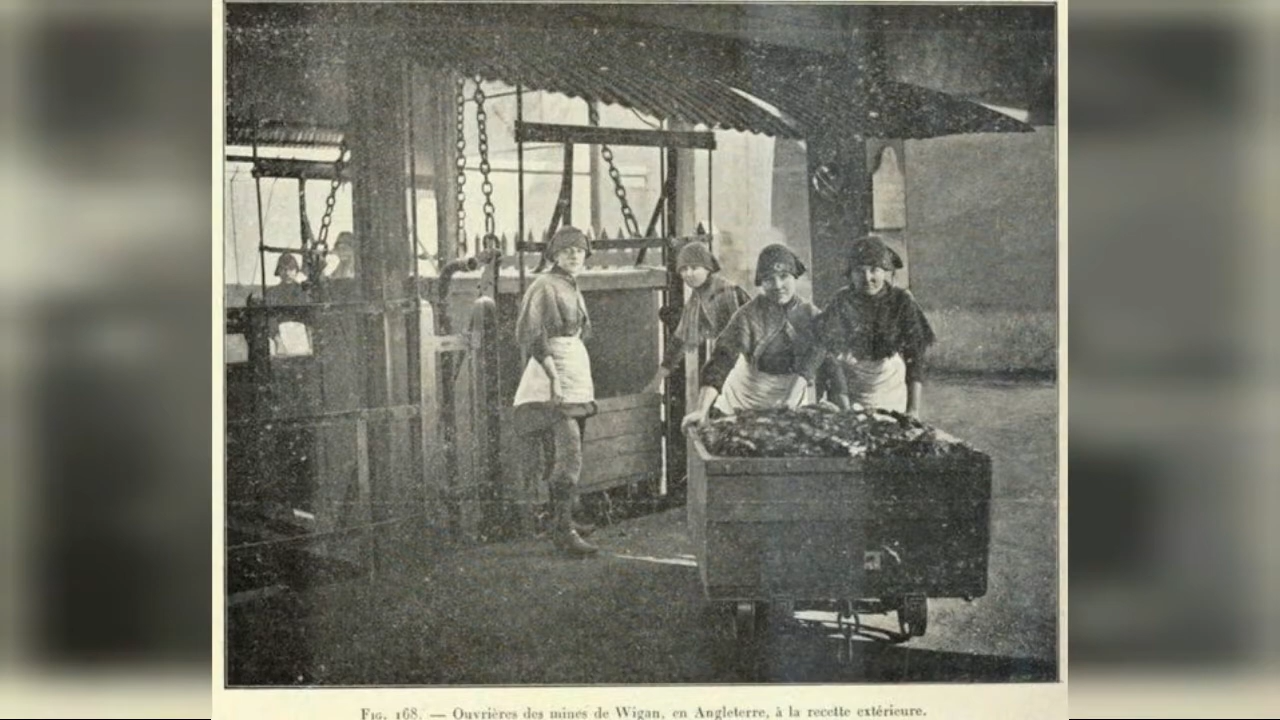 Fig. 168. — Ouvrières des mines de Wigan, en Angleterre, à la recette extérieure.